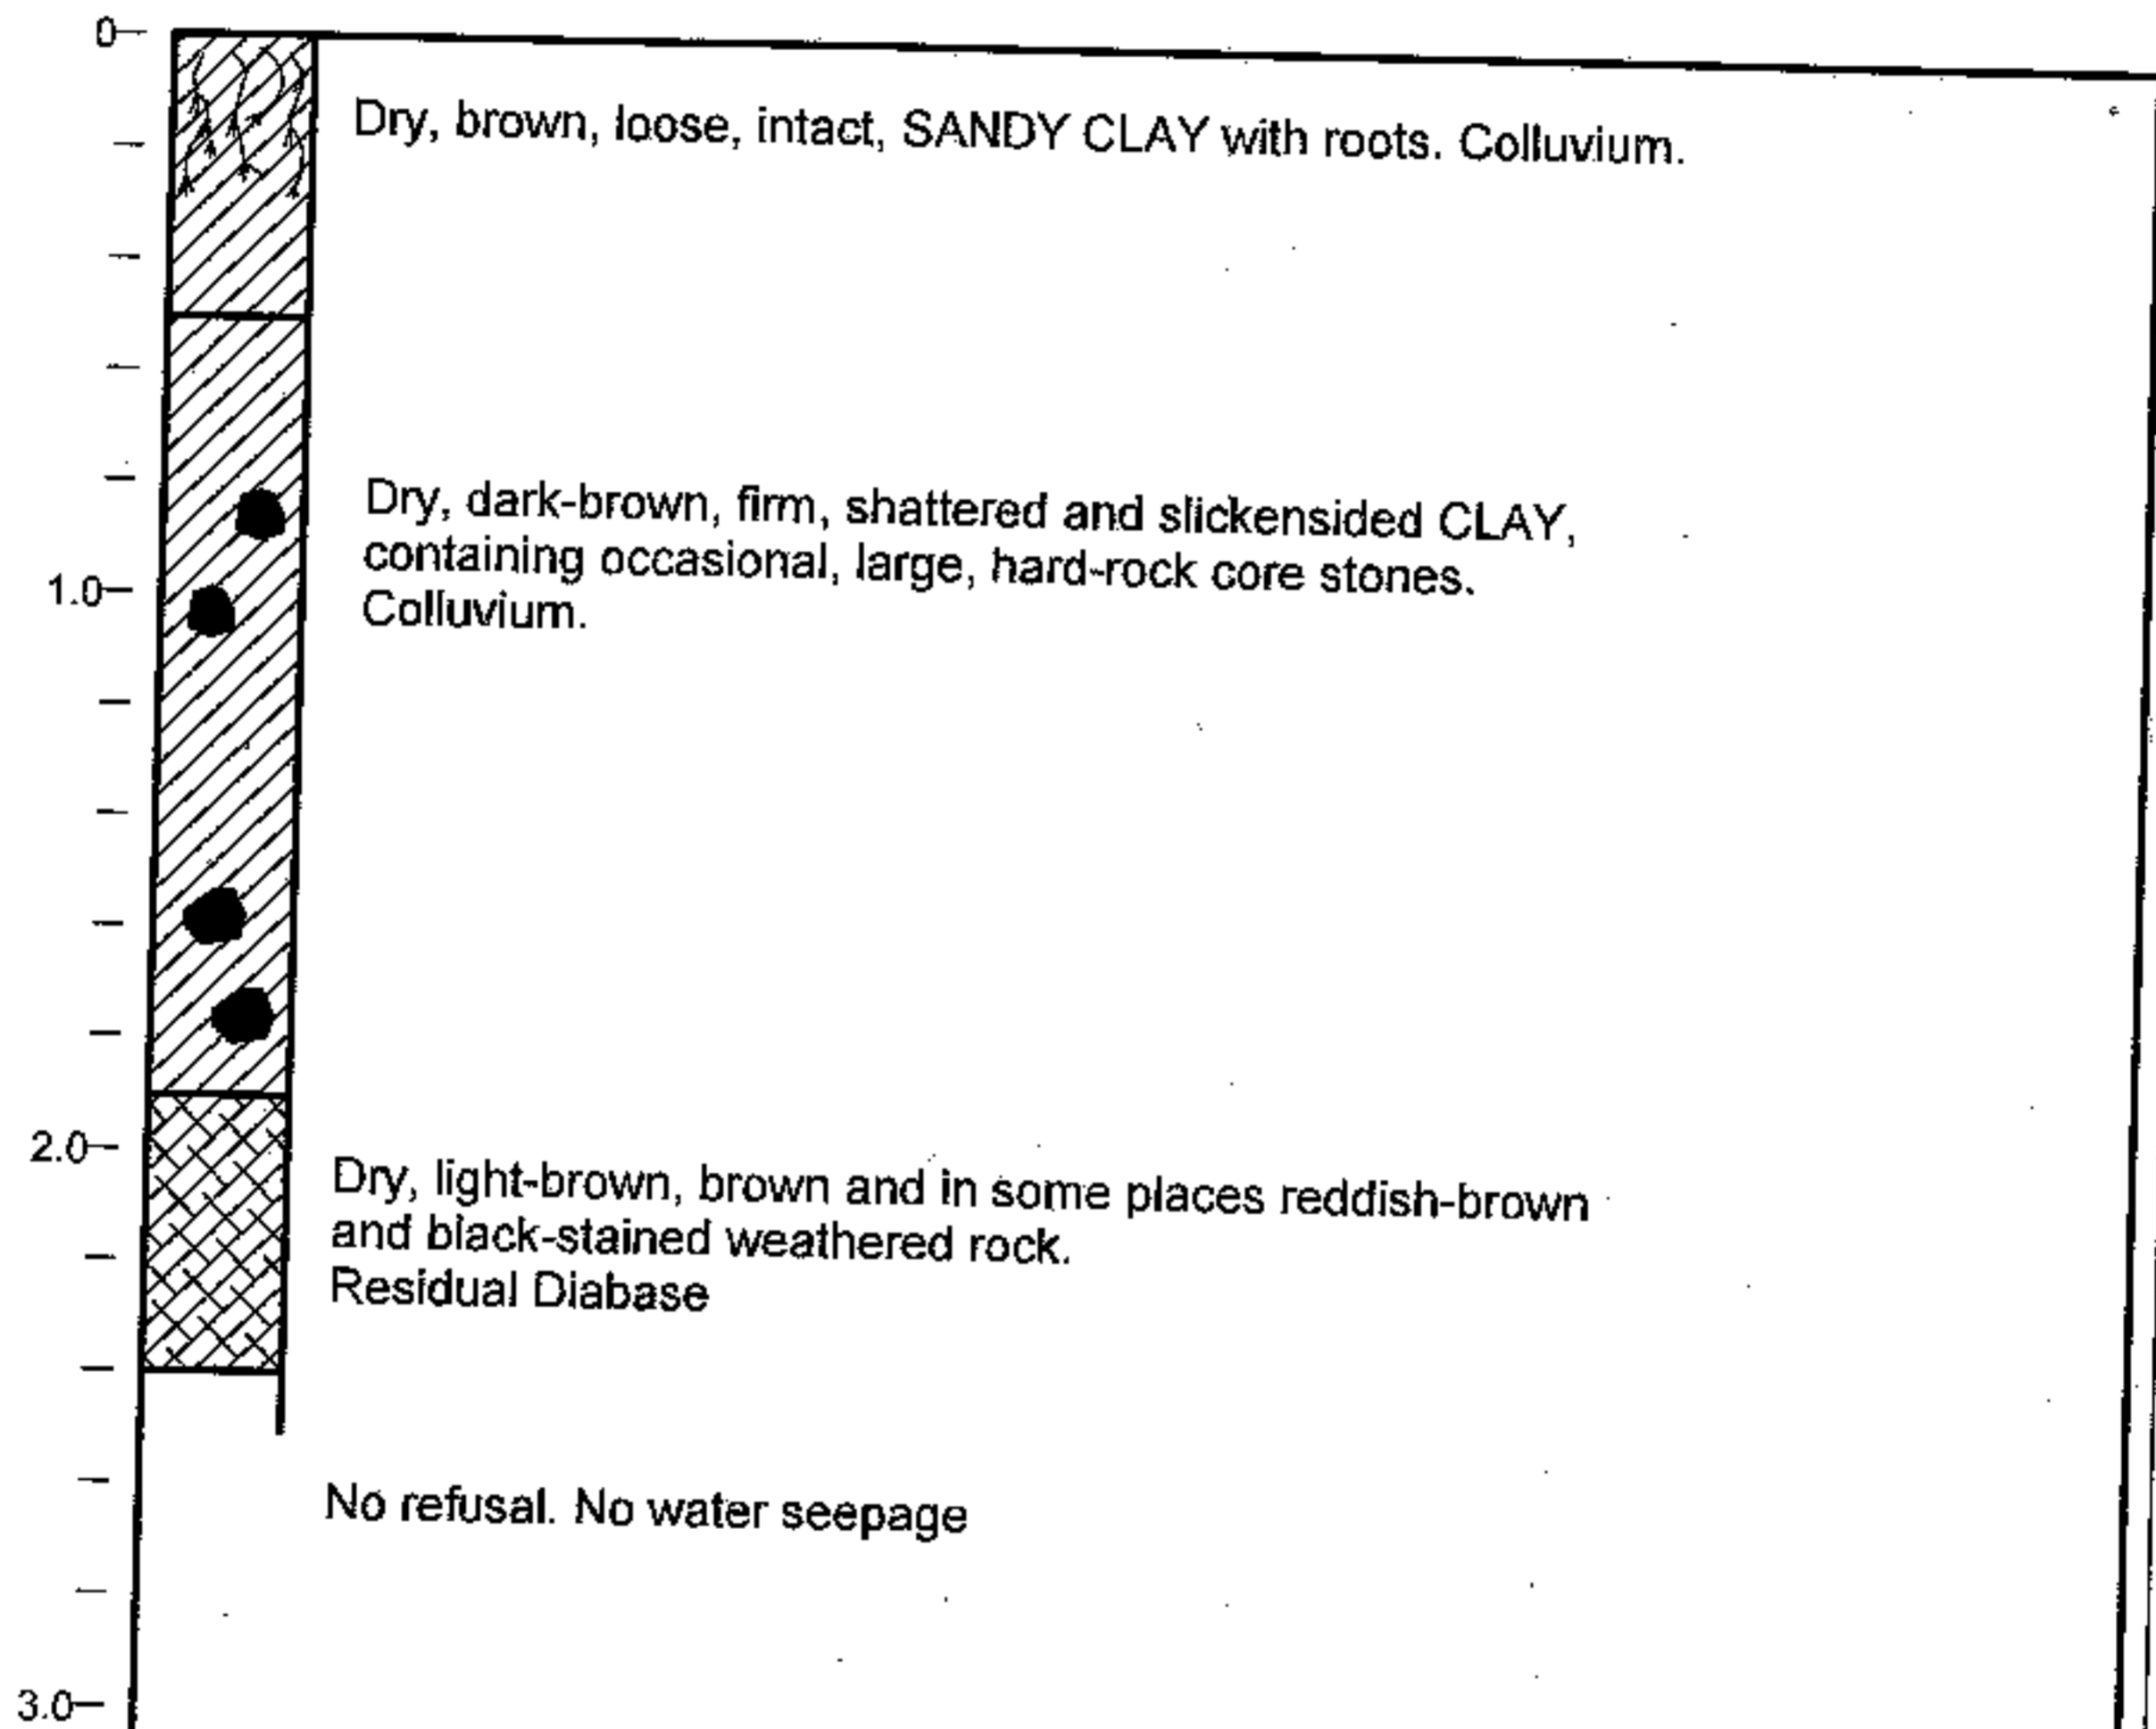 0
Dry, brown, loose, intact, SANDY CLAY with roots. Colluvium.
Dry, dark-brown, firm, shattered and slickensided CLAY,
containing occasional, large, hard-rock core stones.
1.0
Colluvium.
2.0
Dry, light-brown, brown and in some places reddish-brown
and black-stained weathered rock.
Residual Diabase
No refusal. No water seepage
3.0